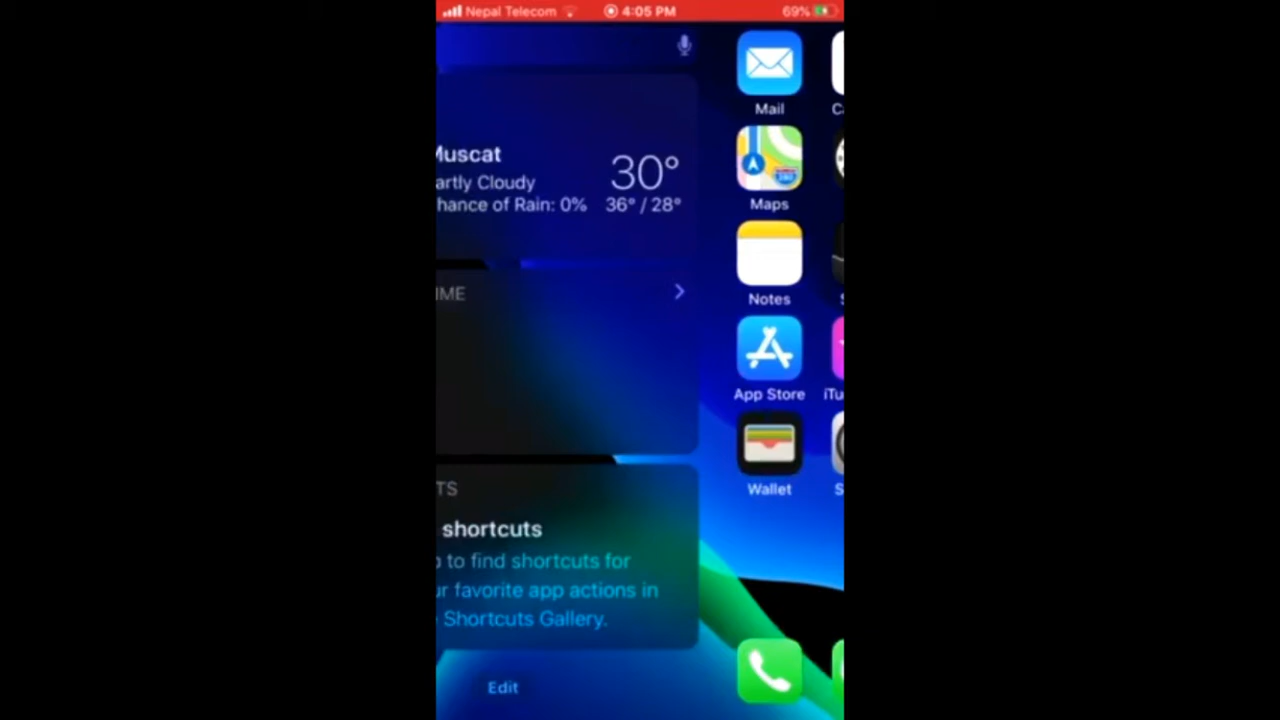 Nepal Telecom 4:05 PM 69%
Muscat
artly Cloudy
hance of Rain: 0%
30°
36° / 28°
IME
TS
shortcuts
to find shortcuts for
ur favorite app actions in
Shortcuts Gallery.
Edit
Mail
Maps
Notes
App Store
iTu
Wallet